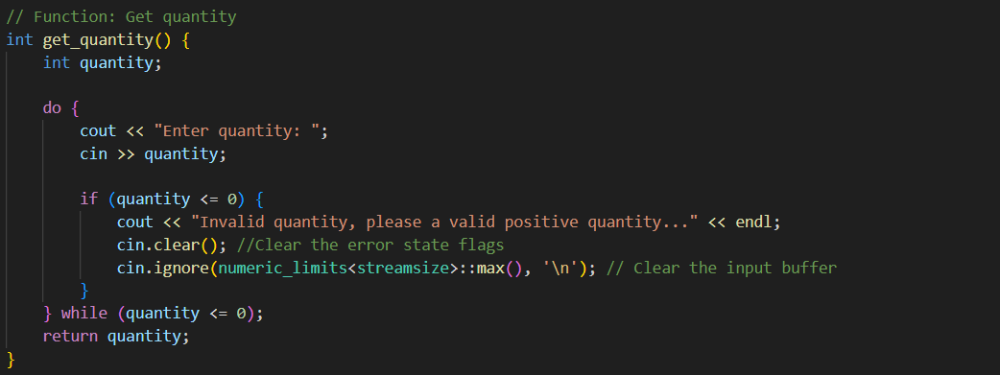 // Function: Get quantity
int get_quantity() {
    int quantity;

    do {
        cout << "Enter quantity: ";
        cin >> quantity;

        if (quantity <= 0) {
            cout << "Invalid quantity, please a valid positive quantity..." << endl;
            cin.clear(); //Clear the error state flags
            cin.ignore(numeric_limits<streamsize>::max(), '\n'); // Clear the input buffer
        }
    } while (quantity <= 0);
    return quantity;
}